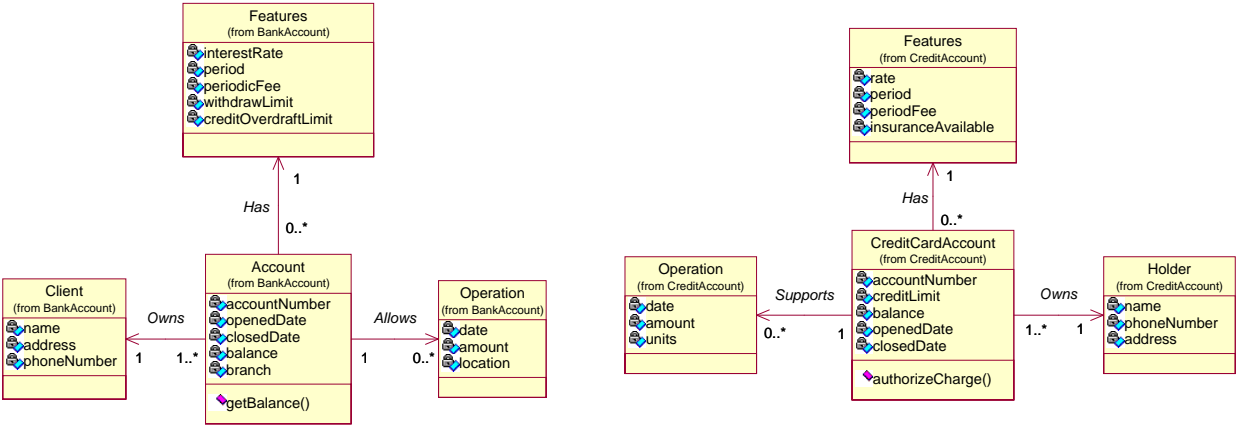 Features
(from BankAccount)
interestRate
period
periodicFee
withdrawLimit
creditOverdraftLimit
1
Has
0..*
Client
(from BankAccount)
name
address
phoneNumber
Owns
1
1..*
Account
(from BankAccount)
accountNumber
openedDate
closedDate
balance
branch
getBalance()
Allows
1
0..*
Operation
(from BankAccount)
date
amount
location
Features
(from CreditAccount)
rate
period
periodFee
insuranceAvailable
1
Has
0..*
Operation
(from CreditAccount)
date
amount
units
Supports
0..*
1
CreditCardAccount
(from CreditAccount)
accountNumber
creditLimit
balance
openedDate
closedDate
authorizeCharge()
Owns
1..*
1
Holder
(from CreditAccount)
name
phoneNumber
address